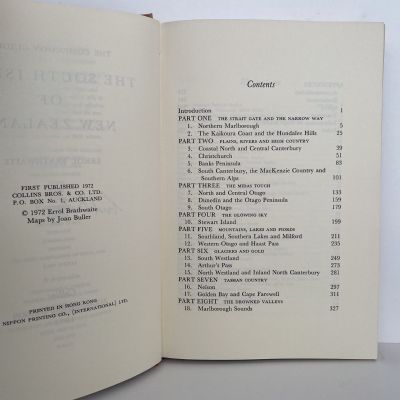 FIRST PUBLISHED 1972
COLLINS BROS. & CO. LTD.
P.O. BOX No. 1, AUCKLAND
© 1972 Errol Brathwaite
Maps by Joan Buller
PRINTED IN HONG KONG
NIPPON PRINTING CO., (INTERNATIONAL) LTD.
Contents
Introduction 1
PART ONE THE STRAIT GATE AND THE NARROW WAY
1. Northern Marlborough 5
2. The Kaikoura Coast and the Hundalee Hills 25
PART TWO PLAINS, RIVERS AND HIGH COUNTRY
3. Coastal North and Central Canterbury 39
4. Christchurch 51
5. Banks Peninsula 83
6. South Canterbury, the MacKenzie Country and
Southern Alps 101
PART THREE THE MIDAS TOUCH
7. North and Central Otago 133
8. Dunedin and the Otago Peninsula 159
9. South Otago 179
PART FOUR THE GLOWING SKY
10. Stewart Island 199
PART FIVE MOUNTAINS, LAKES AND FIORDS
11. Southland, Southern Lakes and Milford 211
12. Western Otago and Haast Pass 235
PART SIX GLACIERS AND GOLD
13. South Westland 249
14. Arthur's Pass 273
15. North Westland and Inland North Canterbury 281
PART SEVEN TASMAN COUNTRY
16. Nelson 297
17. Golden Bay and Cape Farewell 311
PART EIGHT THE DROWNED VALLEYS
18. Marlborough Sounds 327